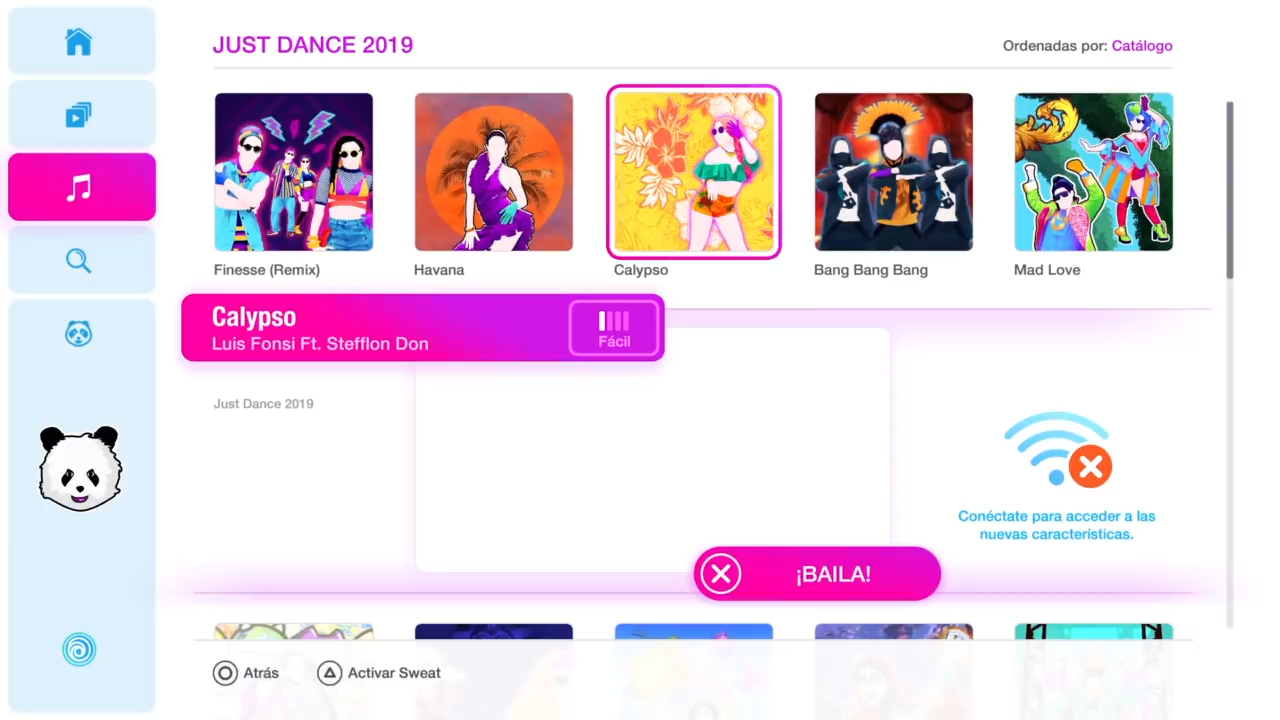 JUST DANCE 2019
Ordenadas por: Catálogo
Finesse (Remix)
Havana
Calypso
Bang Bang Bang
Mad Love
Calypso
Luis Fonsi Ft. Stefflon Don
Fácil
Just Dance 2019
Conéctate para acceder a las
nuevas características.
¡BAILA!
Atrás
Activar Sweat